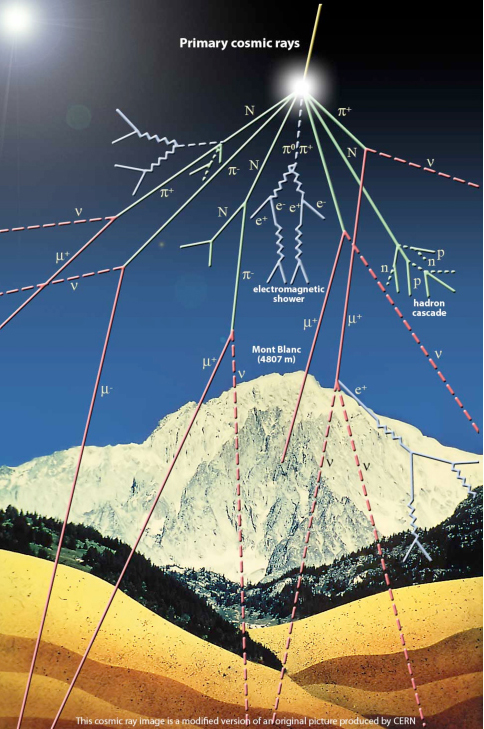 Primary cosmic rays
N
π+
π0
π+
N
π-
N
π+
ν
N
e+
e-
e+
e-
ν
μ+
ν
n
n
p
p
π-
electromagnetic
shower
hadron
cascade
μ+
μ+
Mont Blanc
(4807 m)
μ+
ν
ν
μ-
e+
ν
ν
This cosmic ray image is a modified version of an original picture produced by CERN